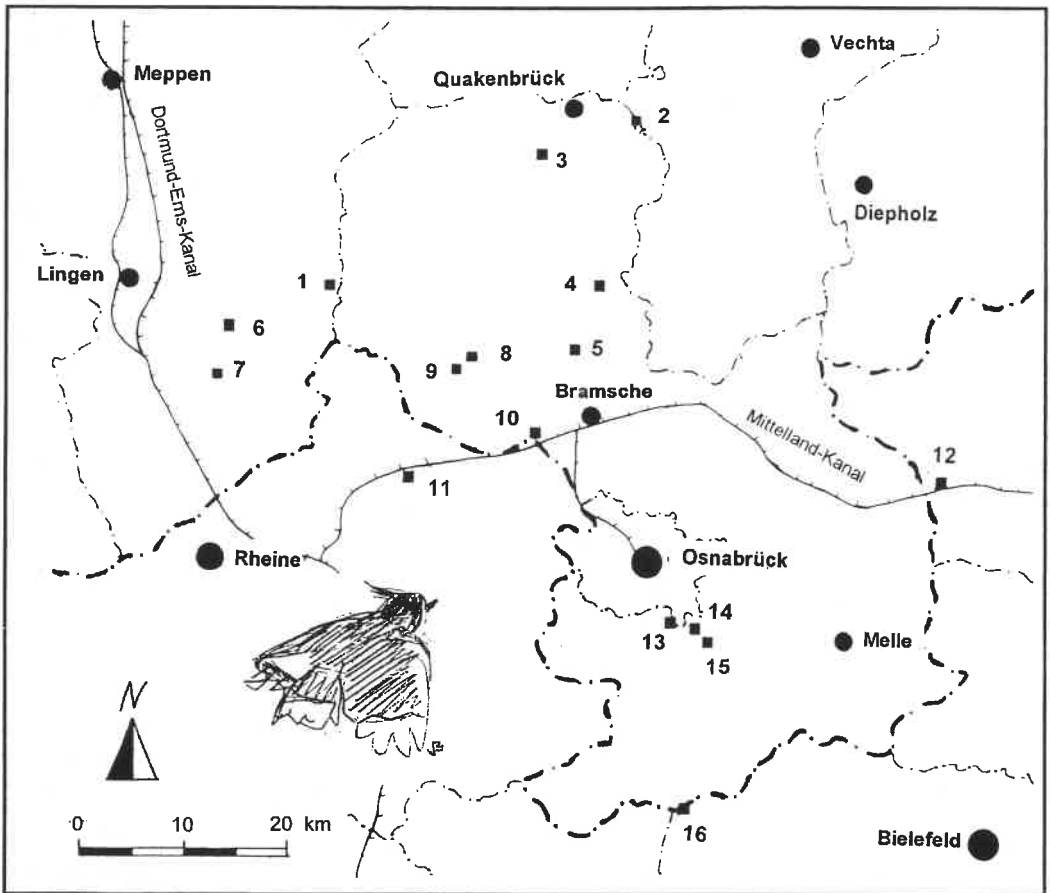 Vechta
Meppen
Quakenbrück
2
3
Dortmund-Ems-Kanal
Diepholz
Lingen
1
4
6
5
8
7
9
Bramsche
10
Mittelland-Kanal
12
11
Rheine
Osnabrück
14
13
Melle
15
N
0 10 20 km
16
Bielefeld